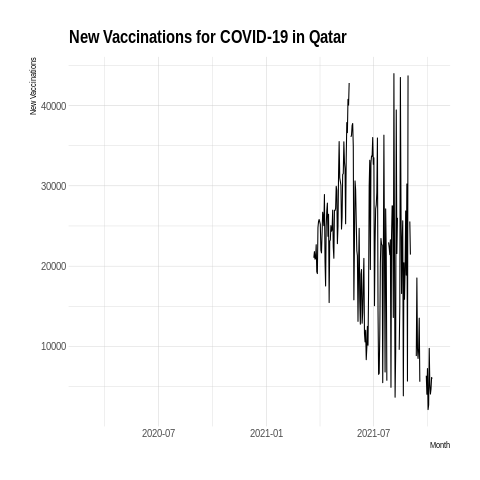 New Vaccinations for COVID-19 in Qatar
New Vaccinations
40000
30000
20000
10000
2020-07
2021-01
2021-07
Month